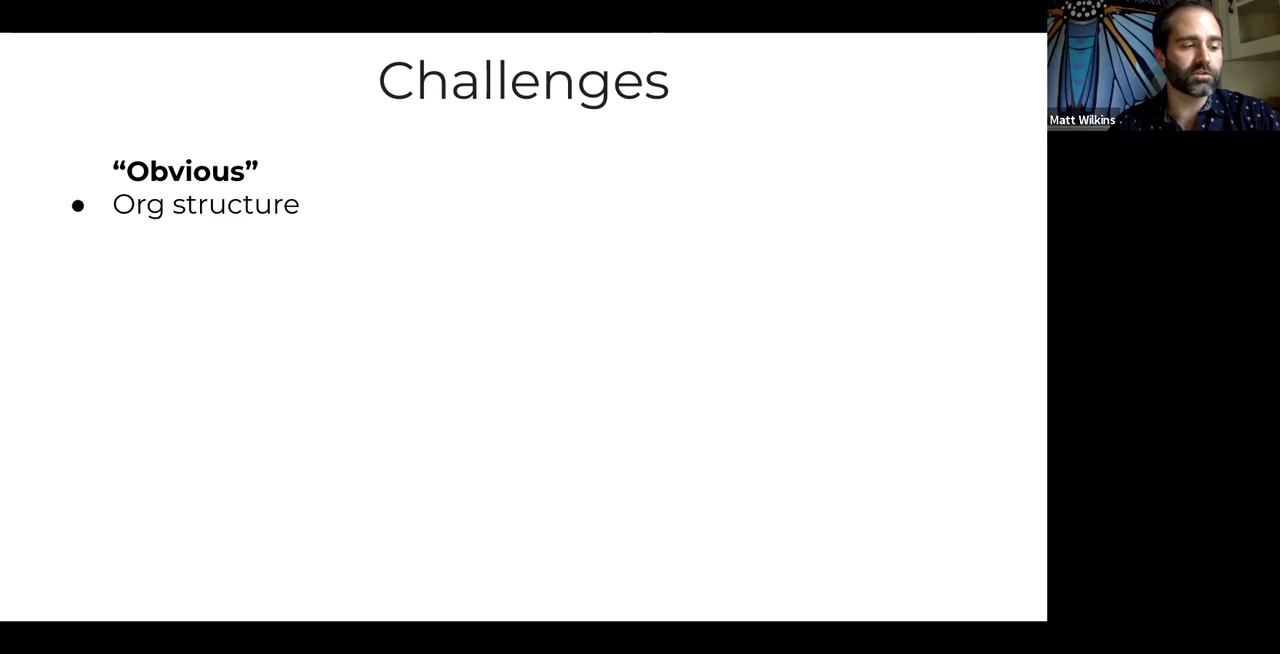 Challenges
“Obvious”
● Org structure
Matt Wilkins